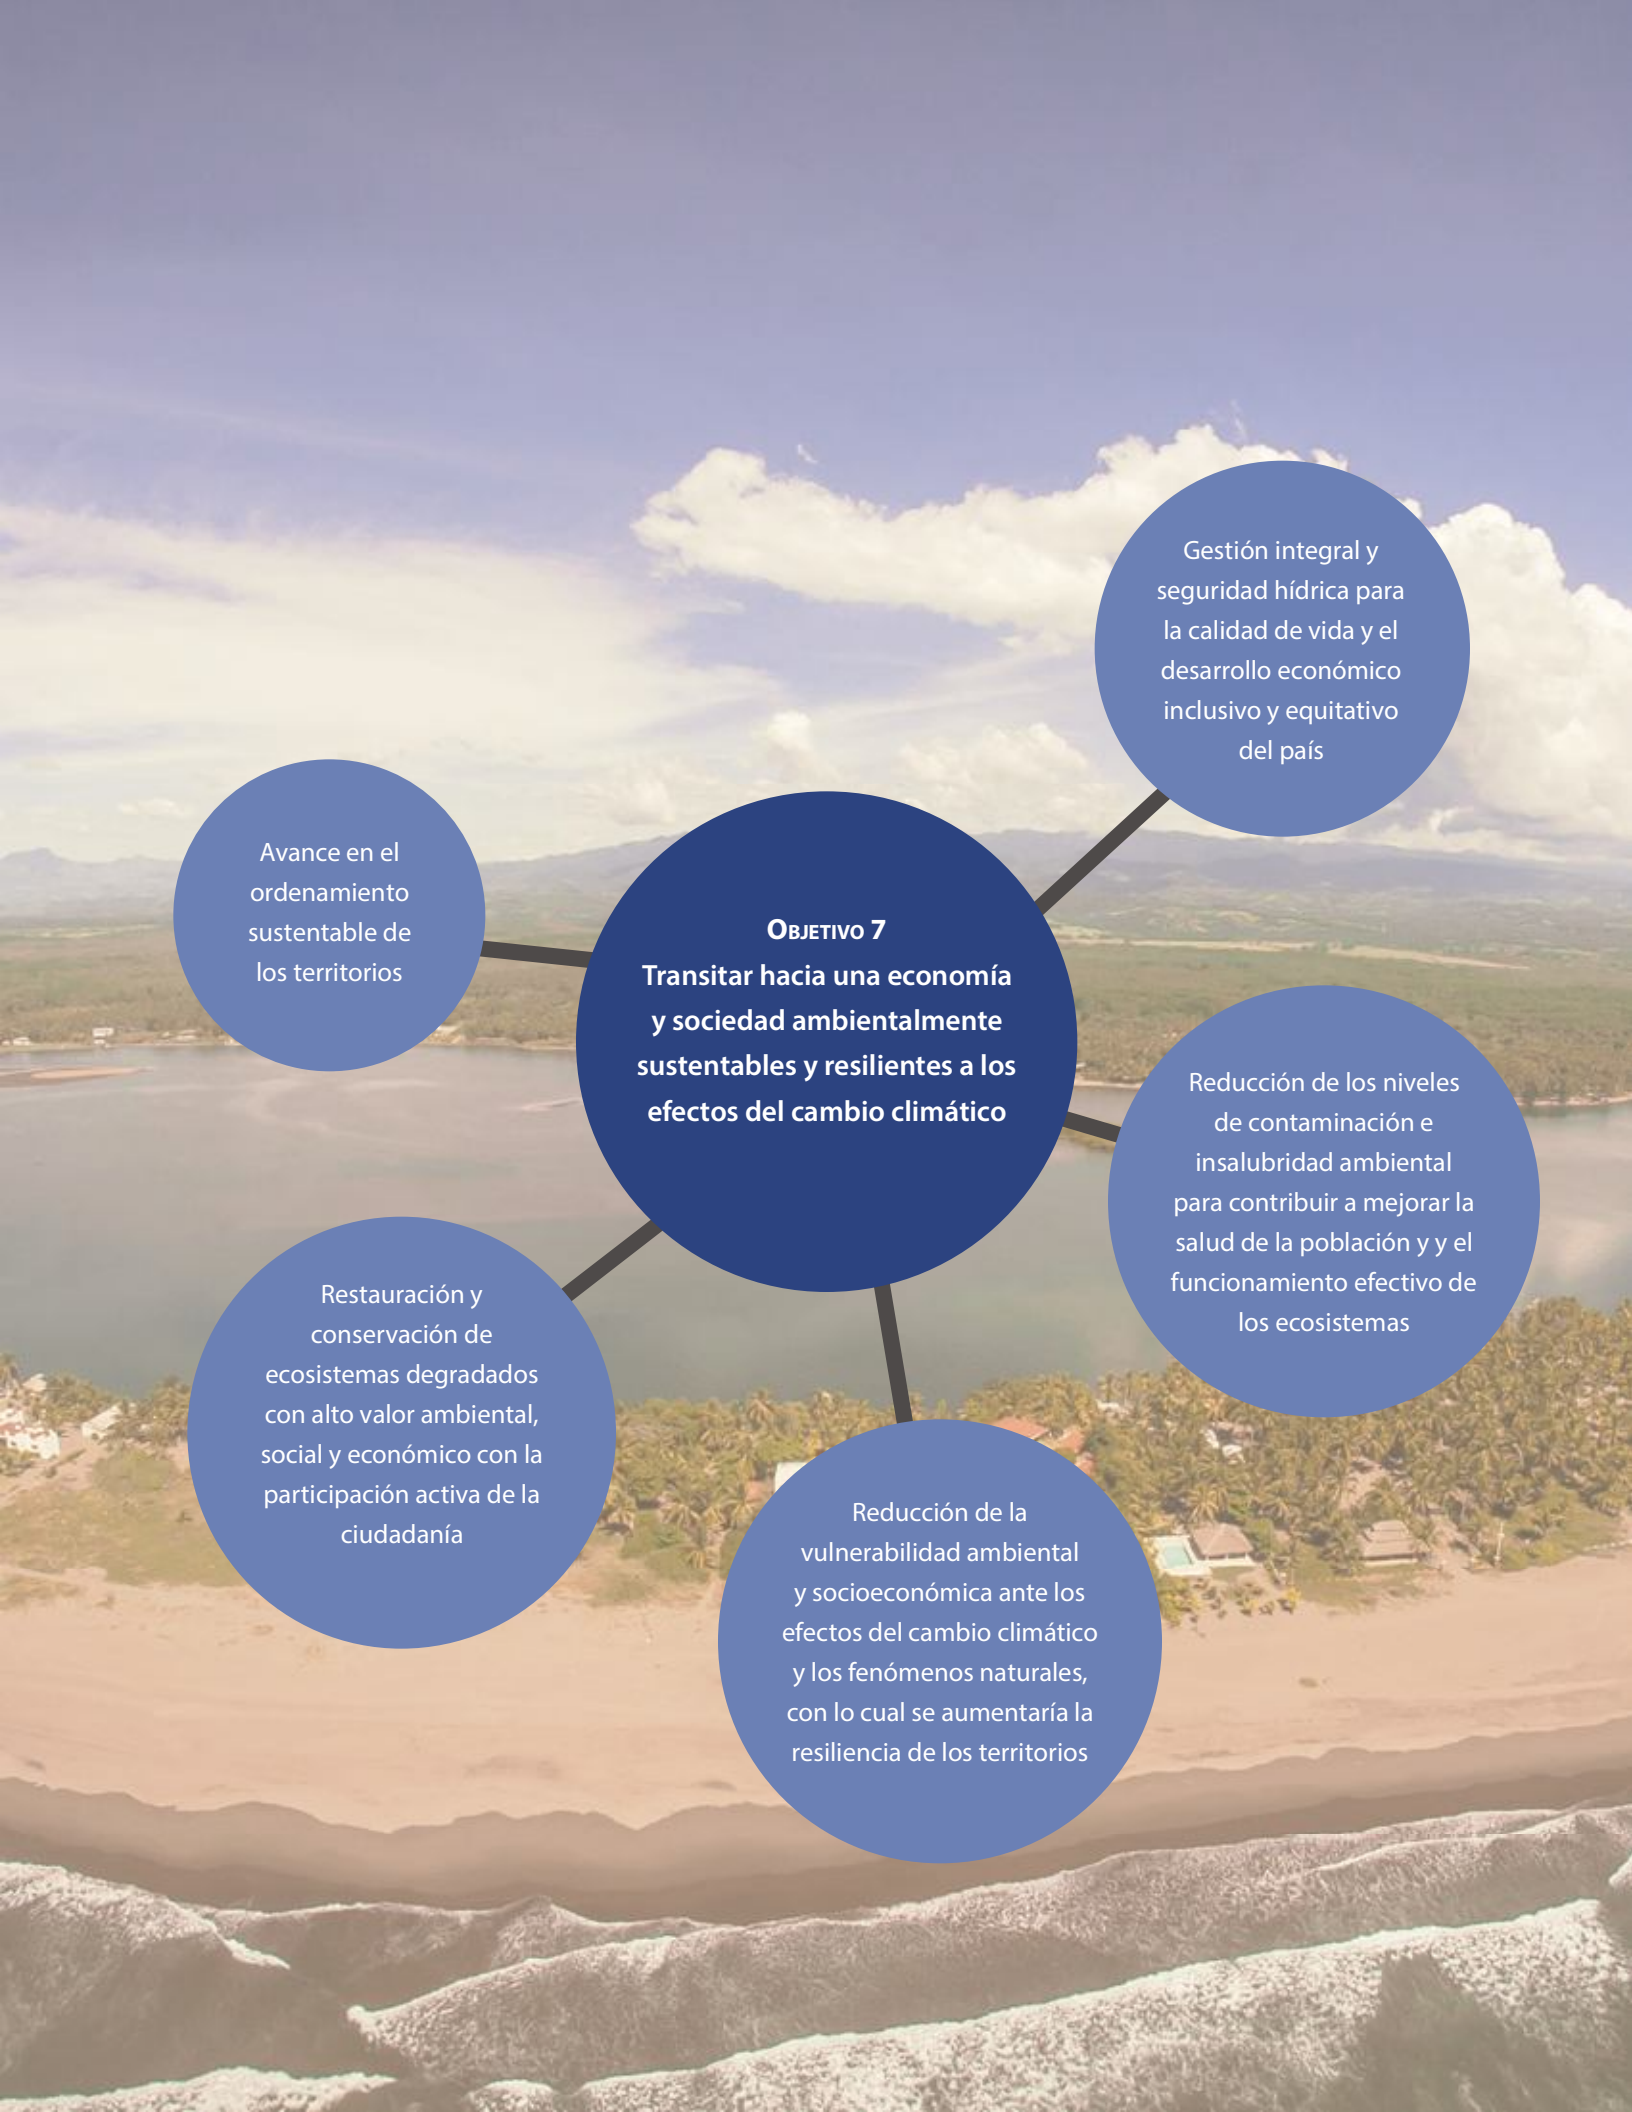 Gestión integral y
seguridad hídrica para
la calidad de vida y el
desarrollo económico
inclusivo y equitativo
del país
Avance en el
ordenamiento
sustentable de
los territorios
Objetivo 7
Transitar hacia una economía
y sociedad ambientalmente
sustentables y resilientes a los
efectos del cambio climático
Reducción de los niveles
de contaminación e
insalubridad ambiental
para contribuir a mejorar la
salud de la población y y el
funcionamiento efectivo de
los ecosistemas
Restauración y
conservación de
ecosistemas degradados
con alto valor ambiental,
social y económico con la
participación activa de la
ciudadanía
Reducción de la
vulnerabilidad ambiental
y socioeconómica ante los
efectos del cambio climático
y los fenómenos naturales,
con lo cual se aumentaría la
resiliencia de los territorios